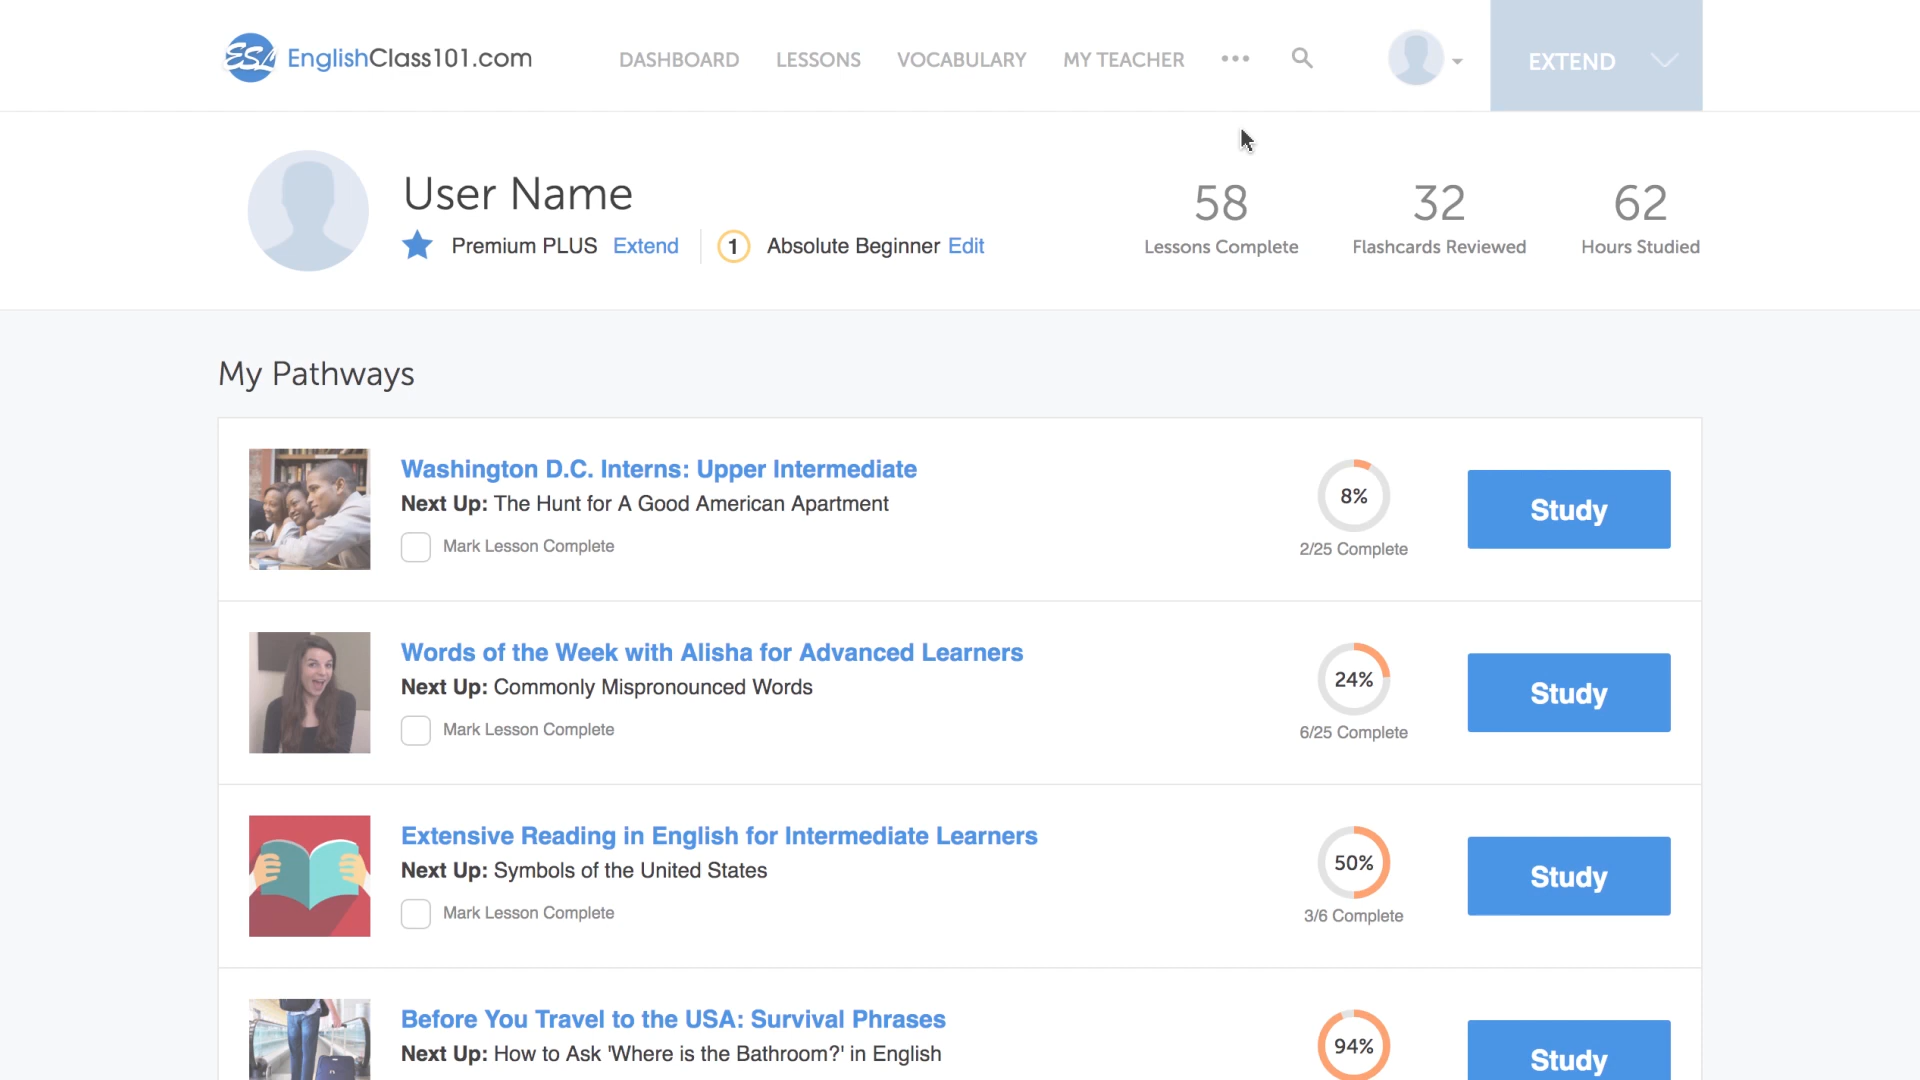 ESL EnglishClass101.com
DASHBOARD LESSONS VOCABULARY MY TEACHER EXTEND
User Name
Premium PLUS Extend 1 Absolute Beginner Edit
58 Lessons Complete
32 Flashcards Reviewed
62 Hours Studied
My Pathways
Washington D.C. Interns: Upper Intermediate
Next Up: The Hunt for A Good American Apartment
Mark Lesson Complete
8%
2/25 Complete
Study
Words of the Week with Alisha for Advanced Learners
Next Up: Commonly Mispronounced Words
Mark Lesson Complete
24%
6/25 Complete
Study
Extensive Reading in English for Intermediate Learners
Next Up: Symbols of the United States
Mark Lesson Complete
50%
3/6 Complete
Study
Before You Travel to the USA: Survival Phrases
Next Up: How to Ask 'Where is the Bathroom?' in English
94%
Study